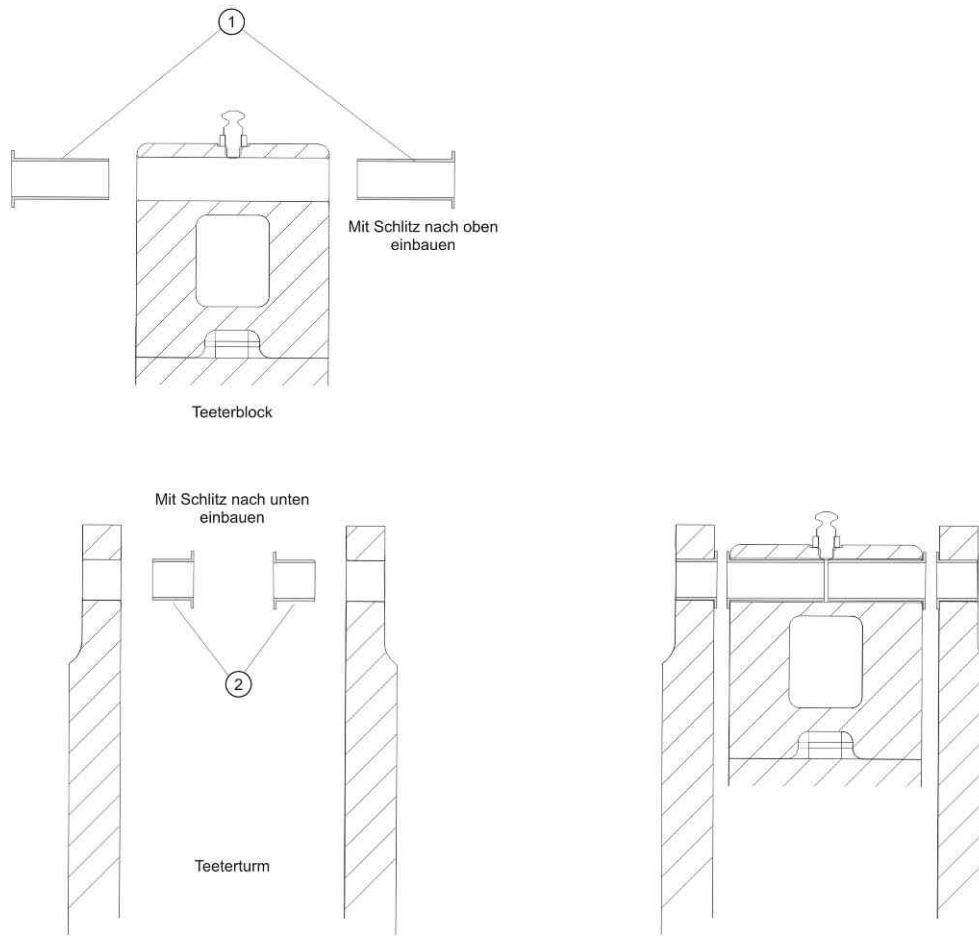 1
Mit Schlitz nach oben
einbauen
Teeterblock
Mit Schlitz nach unten
einbauen
2
Teeterturm